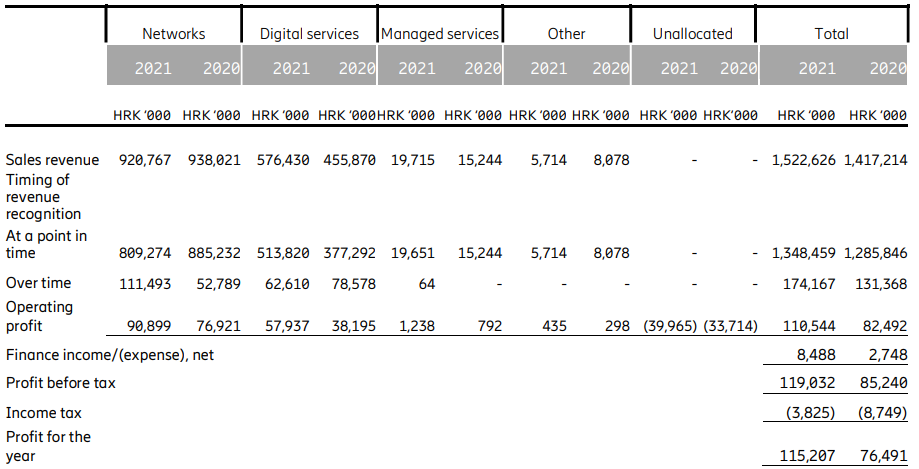 Networks Digital services Managed services Other Unallocated Total
2021 2020 2021 2020 2021 2020 2021 2020 2021 2020 2021 2020
HRK ‘000 HRK ‘000 HRK ‘000 HRK ‘000 HRK ‘000 HRK ‘000 HRK ‘000 HRK ‘000 HRK ‘000 HRK ‘000 HRK ‘000 HRK ‘000
Sales revenue 920,767 938,021 576,430 455,870 19,715 15,244 5,714 8,078 - - 1,522,626 1,417,214
Timing of
revenue
recognition
At a point in
time 809,274 885,232 513,820 377,292 19,651 15,244 5,714 8,078 - - 1,348,459 1,285,846
Over time 111,493 52,789 62,610 78,578 64 - - - - - 174,167 131,368
Operating
profit 90,899 76,921 57,937 38,195 1,238 792 435 298 (39,965) (33,714) 110,544 82,492
Finance income/(expense), net 8,488 2,748
Profit before tax 119,032 85,240
Income tax (3,825) (8,749)
Profit for the
year 115,207 76,491